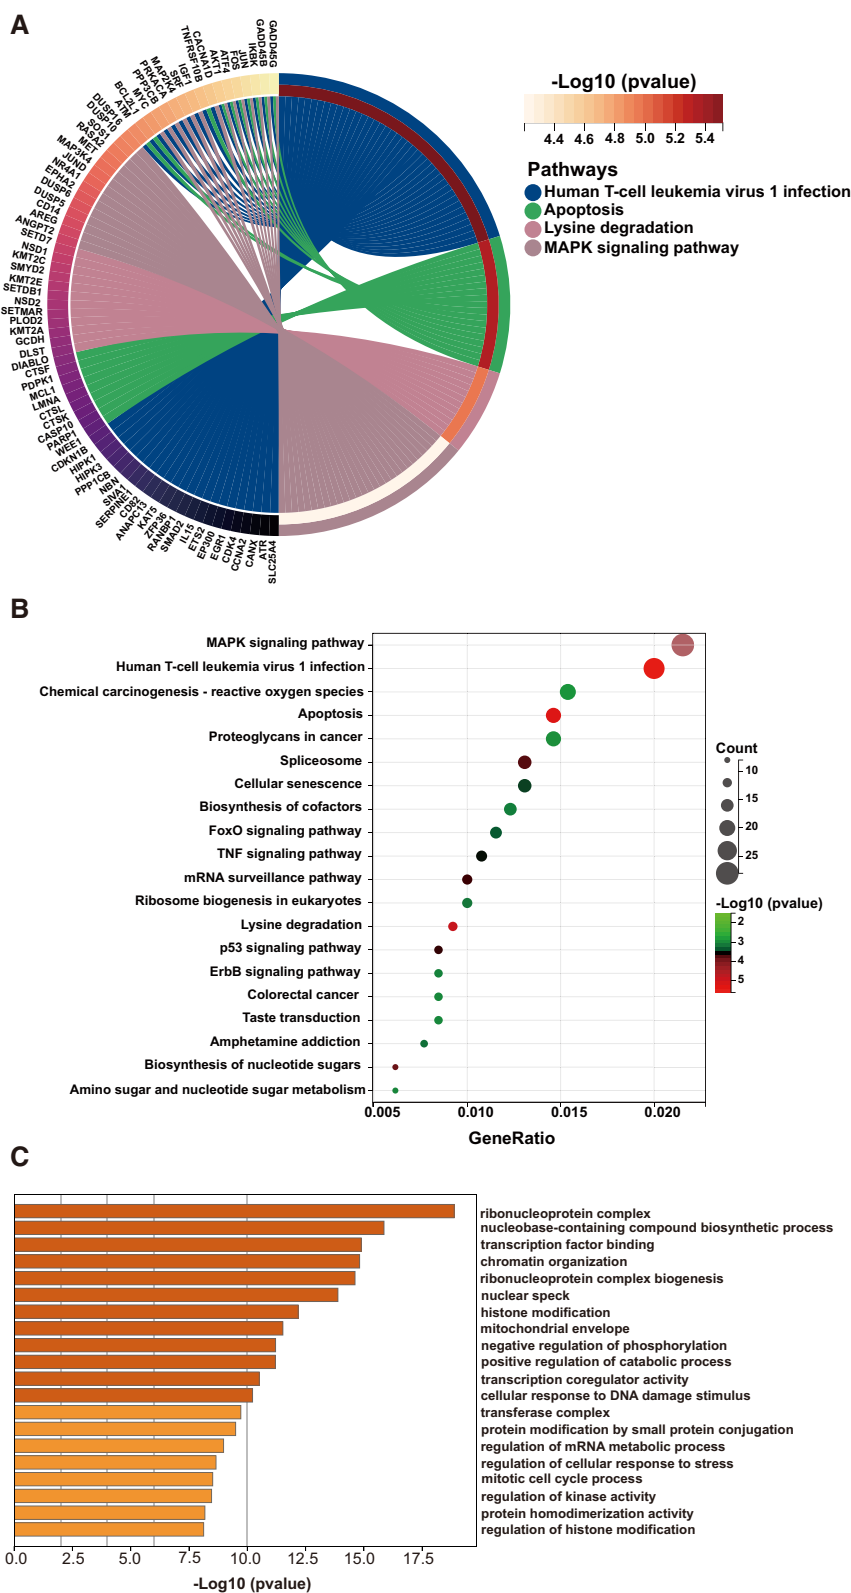 A
GADD45G
GADD45B
IKBK
JUN
FOS
ATF4
AKT1
CACNA1D
TNFRSF10B
IGF1
SRF
MAP2K4
PRKACA
PPP3CB
MYC
BCL2L1
ATM
DUSP16
DUSP10
SOS1
RASA2
MET
MAP3K4
JUND
NR4A1
EPHA2
DUSP6
DUSP5
CD14
AREG
ANGPT2
SETD7
NSD1
KMT2C
SMYD2
KMT2E
SETDB1
NSD2
SETMAR
PLOD2
KMT2A
GCDH
DLST
DIABLO
CTSF
PDPK1
MCL1
LMNA
CTSL
CTSK
CASP10
PARP1
WEE1
CDKN1B
HIPK1
HIPK3
PPP1CB
NBN
SIVA1
SERPINE1
CD82
ANAPC13
KAT5
ZFP36
RANBP1
SMAD2
IL15
ETS2
EP300
EGR1
CDK4
CCNA2
CANX
ATR
SLC25A4
-Log10 (pvalue)
4.4 4.6 4.8 5.0 5.2 5.4
Pathways
Human T-cell leukemia virus 1 infection
Apoptosis
Lysine degradation
MAPK signaling pathway
B
MAPK signaling pathway
Human T-cell leukemia virus 1 infection
Chemical carcinogenesis - reactive oxygen species
Apoptosis
Proteoglycans in cancer
Spliceosome
Cellular senescence
Biosynthesis of cofactors
FoxO signaling pathway
TNF signaling pathway
mRNA surveillance pathway
Ribosome biogenesis in eukaryotes
Lysine degradation
p53 signaling pathway
ErbB signaling pathway
Colorectal cancer
Taste transduction
Amphetamine addiction
Biosynthesis of nucleotide sugars
Amino sugar and nucleotide sugar metabolism
0.005 0.010 0.015 0.020
GeneRatio
Count
10
15
20
25
-Log10 (pvalue)
2
3
4
5
C
ribonucleoprotein complex
nucleobase-containing compound biosynthetic process
transcription factor binding
chromatin organization
ribonucleoprotein complex biogenesis
nuclear speck
histone modification
mitochondrial envelope
negative regulation of phosphorylation
positive regulation of catabolic process
transcription coregulator activity
cellular response to DNA damage stimulus
transferase complex
protein modification by small protein conjugation
regulation of mRNA metabolic process
regulation of cellular response to stress
mitotic cell cycle process
regulation of kinase activity
protein homodimerization activity
regulation of histone modification
0.0 2.5 5.0 7.5 10.0 12.5 15.0 17.5
-Log10 (pvalue)